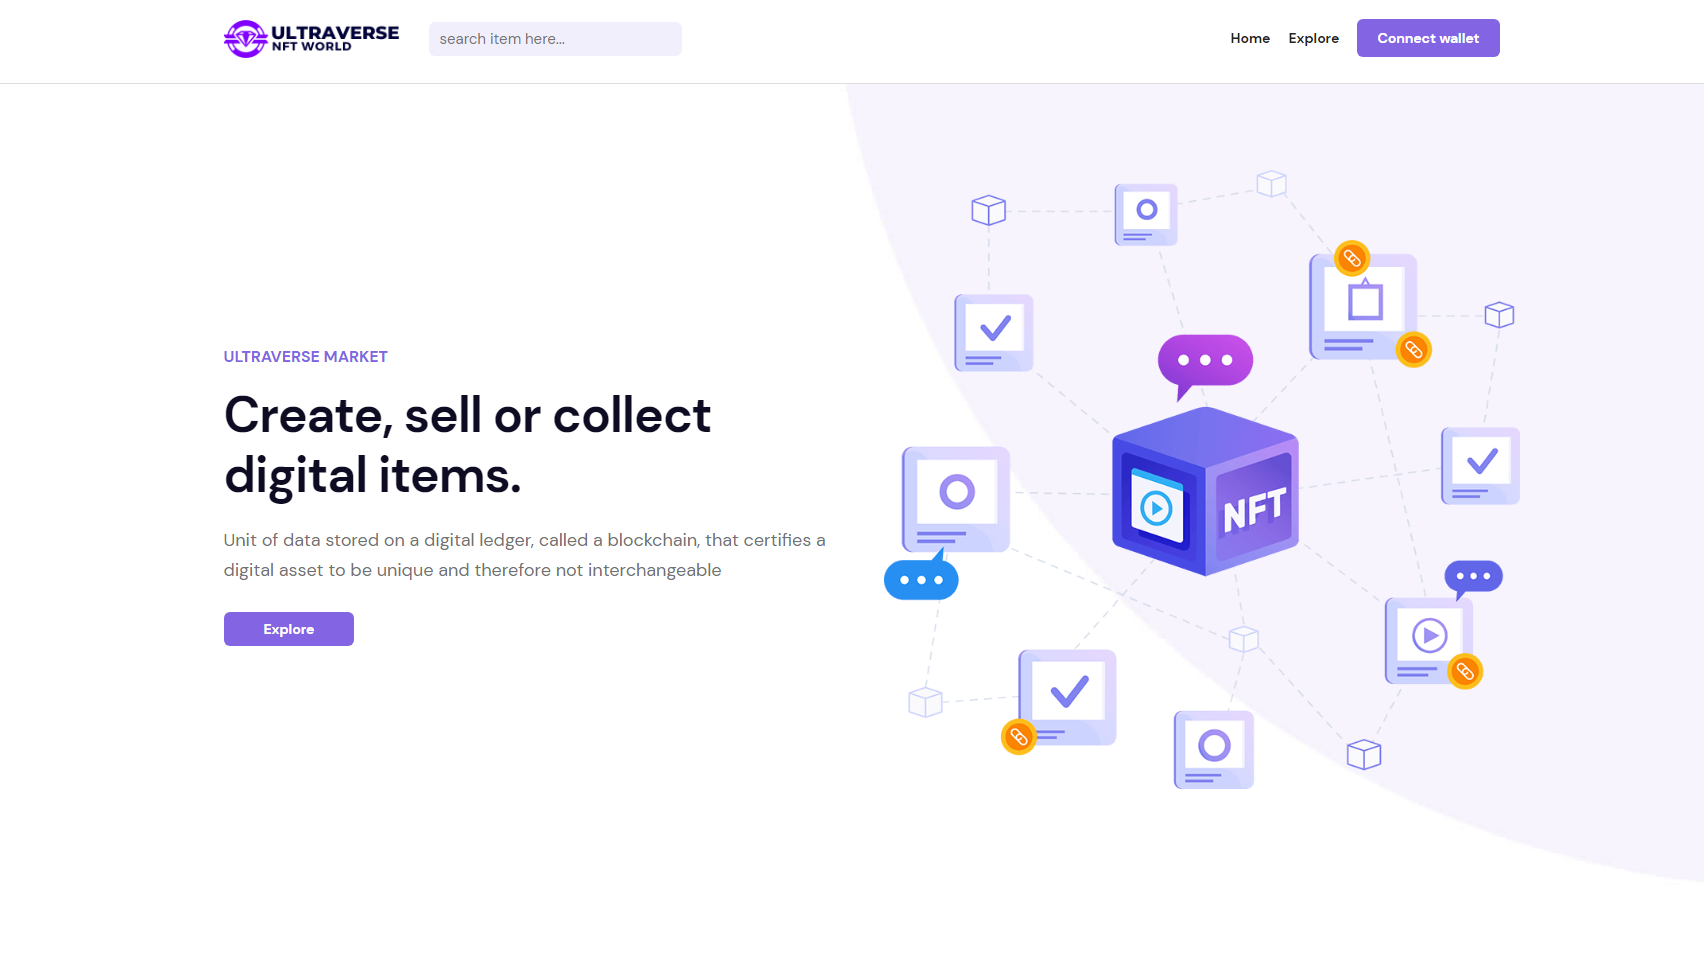 ULTRAVERSE
NFT WORLD
search item here...
Home
Explore
Connect wallet
ULTRAVERSE MARKET
Create, sell or collect
digital items.
Unit of data stored on a digital ledger, called a blockchain, that certifies a
digital asset to be unique and therefore not interchangeable
Explore
NFT